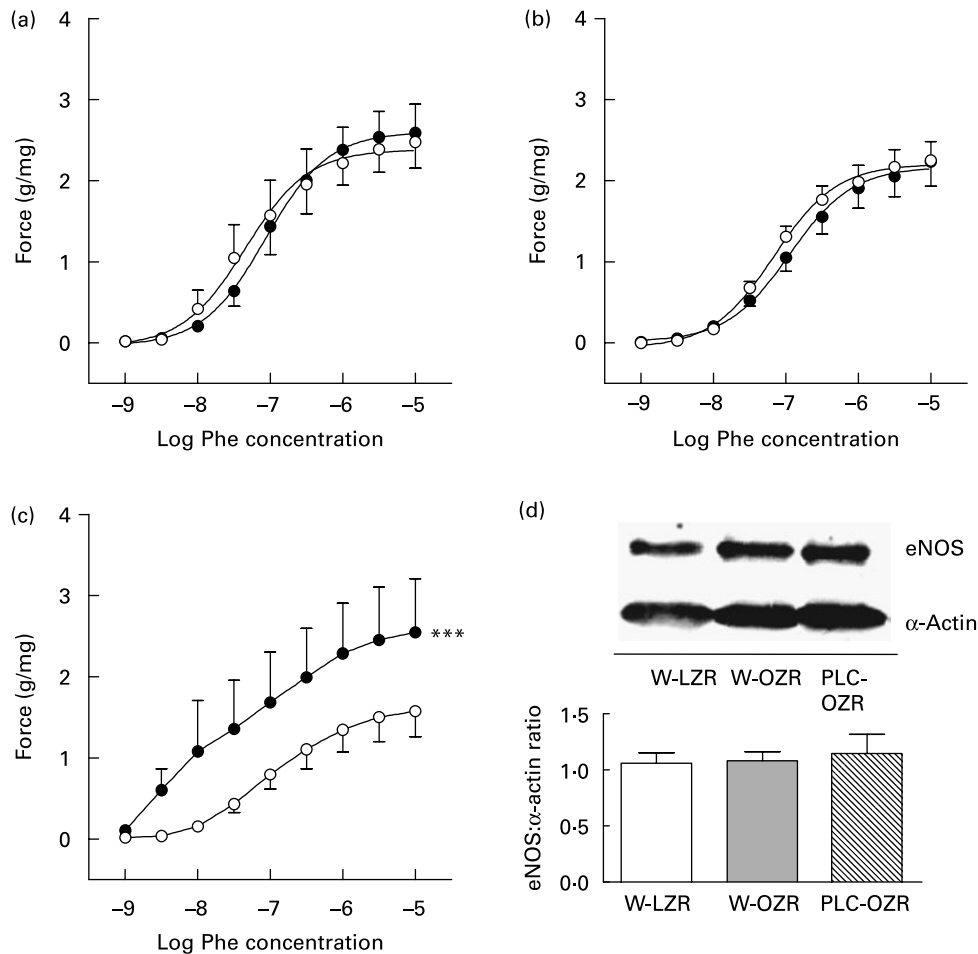 (a)
4
3
2
1
0
Force (g/mg)
–9 –8 –7 –6 –5
Log Phe concentration
(b)
4
3
2
1
0
Force (g/mg)
–9 –8 –7 –6 –5
Log Phe concentration
(c)
4
3
2
1
0
Force (g/mg)
***
–9 –8 –7 –6 –5
Log Phe concentration
(d)
eNOS
α-Actin
W-LZR W-OZR PLC-
OZR
1·5
1·0
0·5
0·0
eNOS:α-actin ratio
W-LZR W-OZR PLC-OZR